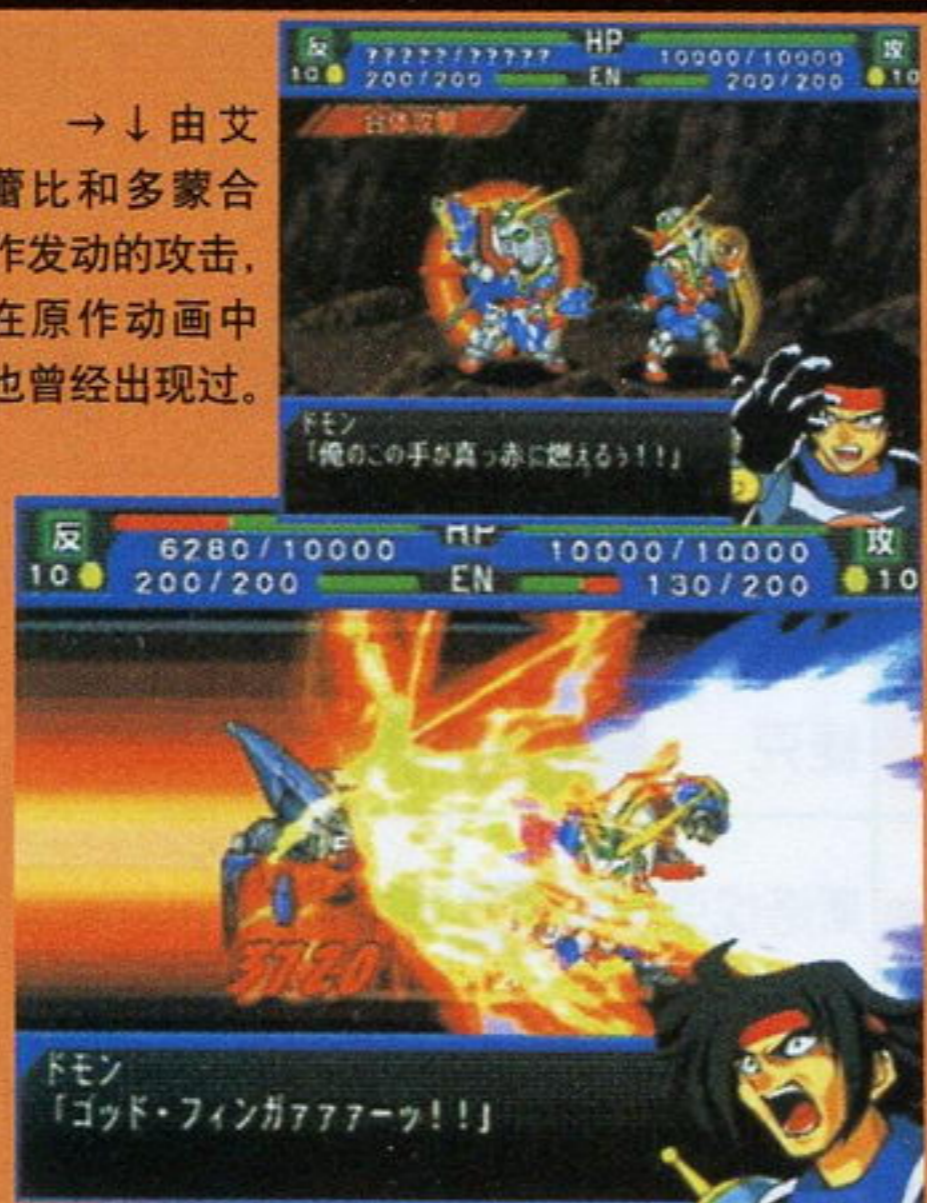 →↓由艾
蕾比和多蒙合
作发动的攻击,
在原作动画中
也曾经出现过。
反 HP 攻
10 ?????/????? 10000/10000 10
200/200 EN 200/200
合体攻撃
ドモン
「俺のこの手が真っ赤に燃えるぅ!!」
反 HP 攻
6280/10000 10000/10000
10 200/200 EN 130/200 10
3720
ドモン
「ゴッド・フィンガァァァーッ!!」